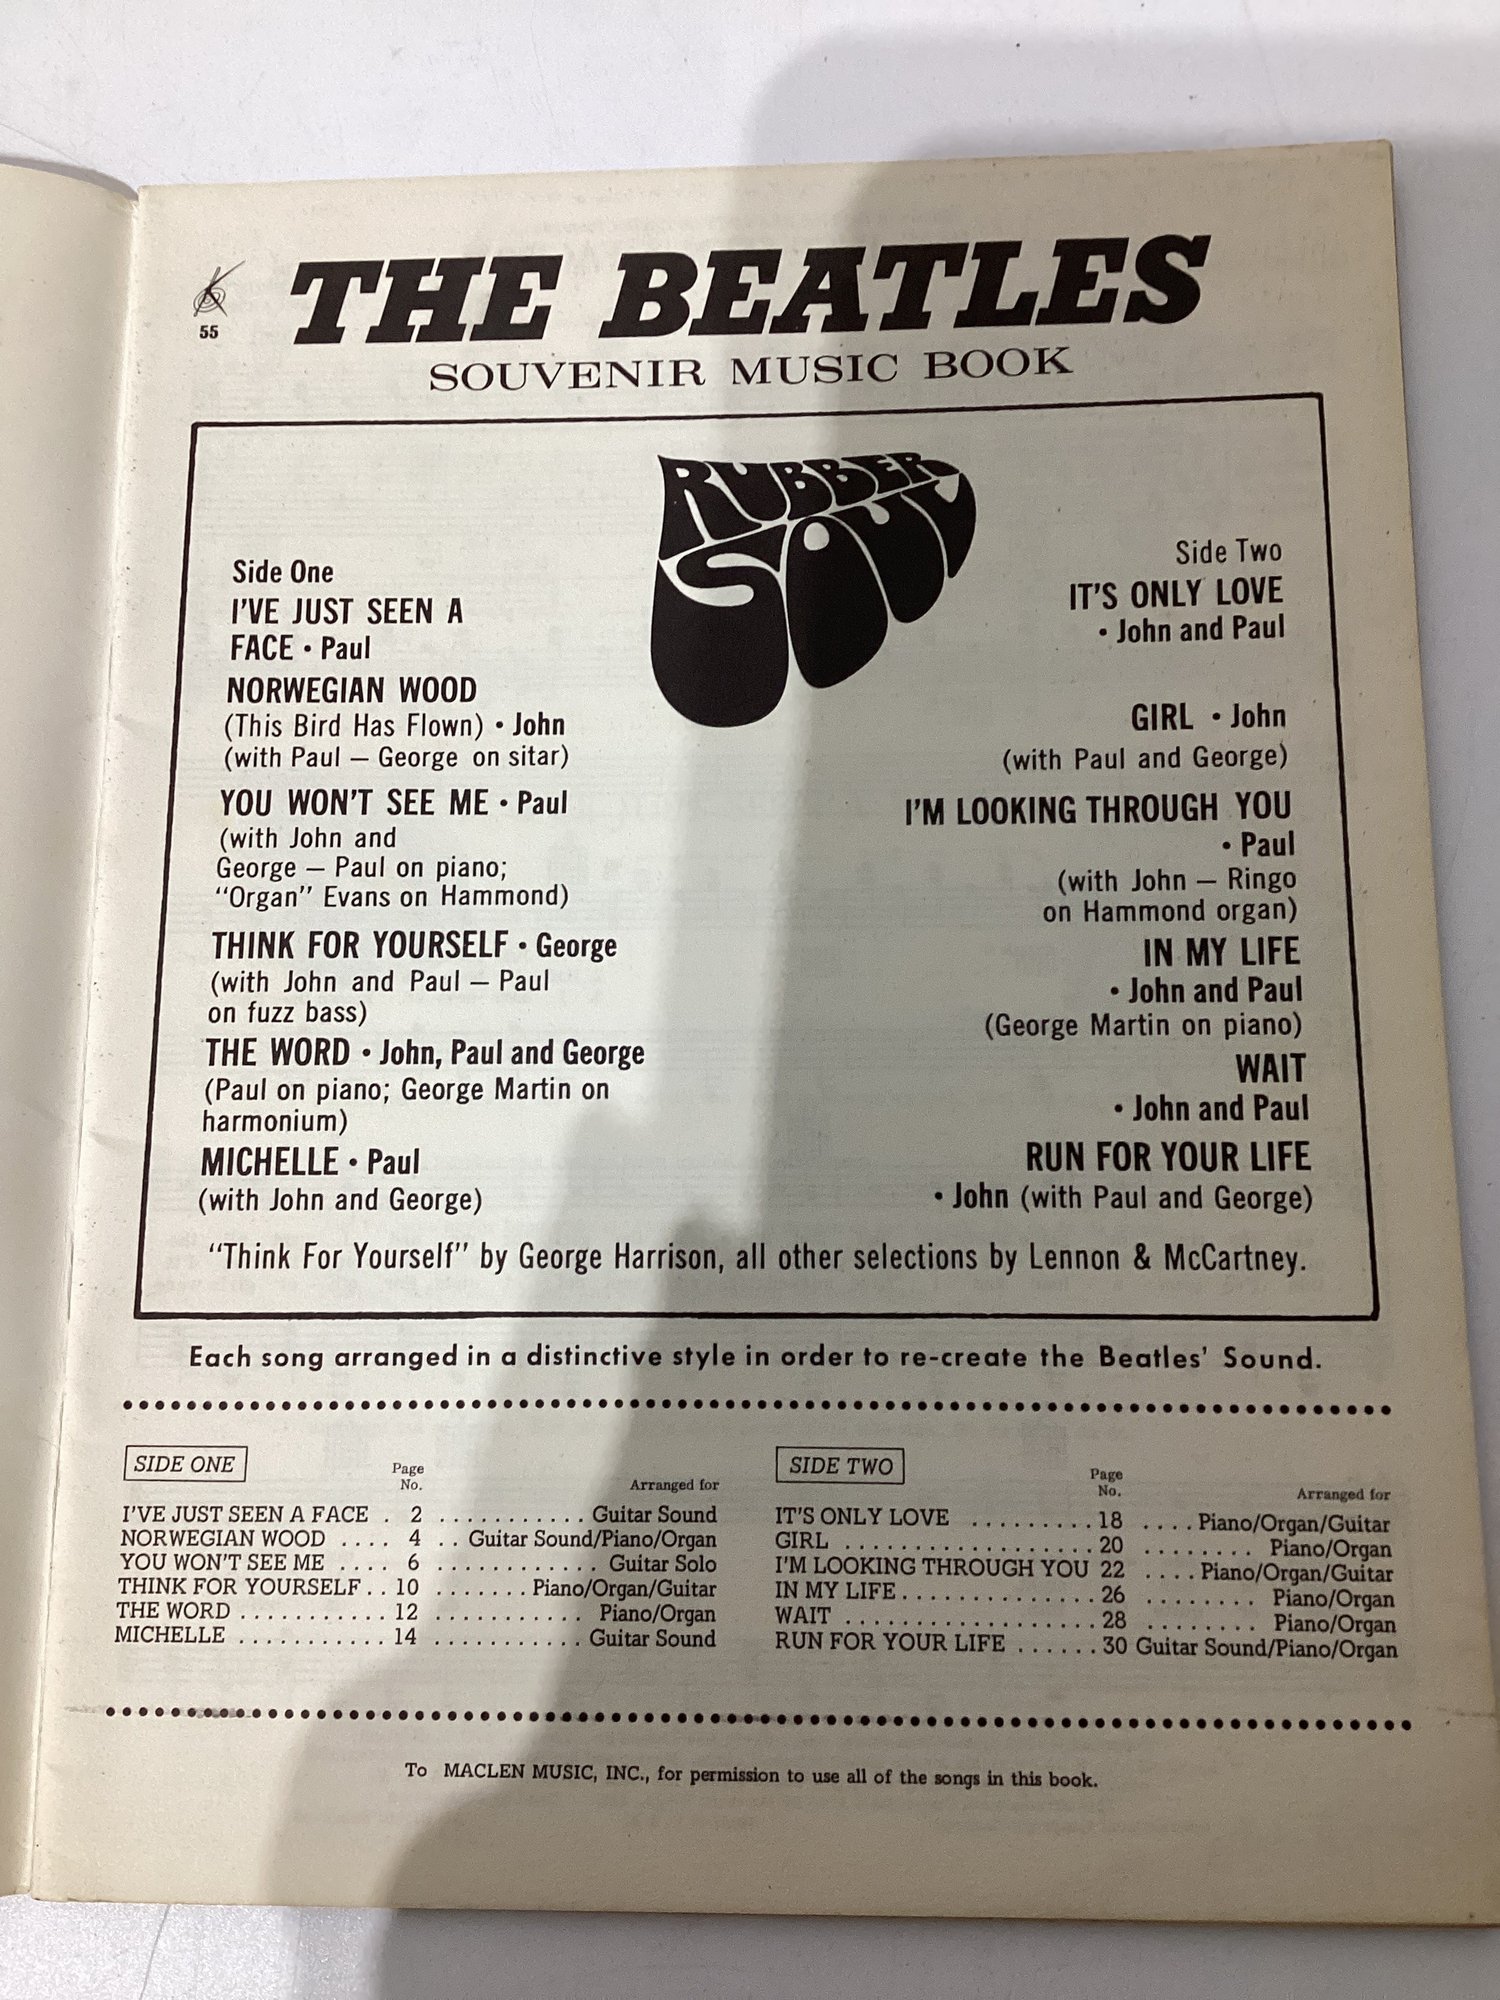 THE BEATLES
55
SOUVENIR MUSIC BOOK
RUBBER
SOUL
Side One
I'VE JUST SEEN A
FACE • Paul
NORWEGIAN WOOD
(This Bird Has Flown) • John
(with Paul – George on sitar)
YOU WON'T SEE ME • Paul
(with John and
George – Paul on piano;
"Organ" Evans on Hammond)
THINK FOR YOURSELF • George
(with John and Paul – Paul
on fuzz bass)
THE WORD • John, Paul and George
(Paul on piano; George Martin on
harmonium)
MICHELLE • Paul
(with John and George)
Side Two
IT'S ONLY LOVE
• John and Paul
GIRL • John
(with Paul and George)
I'M LOOKING THROUGH YOU
• Paul
(with John – Ringo
on Hammond organ)
IN MY LIFE
• John and Paul
(George Martin on piano)
WAIT
• John and Paul
RUN FOR YOUR LIFE
• John (with Paul and George)
"Think For Yourself" by George Harrison, all other selections by Lennon & McCartney.
Each song arranged in a distinctive style in order to re-create the Beatles' Sound.
SIDE ONE
Page
No.
Arranged for
I'VE JUST SEEN A FACE . 2 ........... Guitar Sound
NORWEGIAN WOOD .... 4 .. Guitar Sound/Piano/Organ
YOU WON'T SEE ME .... 6 ............ Guitar Solo
THINK FOR YOURSELF .. 10 ....... Piano/Organ/Guitar
THE WORD ........... 12 ........... Piano/Organ
MICHELLE ........... 14 ........... Guitar Sound
SIDE TWO
Page
No.
Arranged for
IT'S ONLY LOVE ......... 18 .... Piano/Organ/Guitar
GIRL .................. 20 ........ Piano/Organ
I'M LOOKING THROUGH YOU 22 .... Piano/Organ/Guitar
IN MY LIFE .............. 26 ........ Piano/Organ
WAIT .................. 28 ........ Piano/Organ
RUN FOR YOUR LIFE ...... 30 Guitar Sound/Piano/Organ
To MACLEN MUSIC, INC., for permission to use all of the songs in this book.